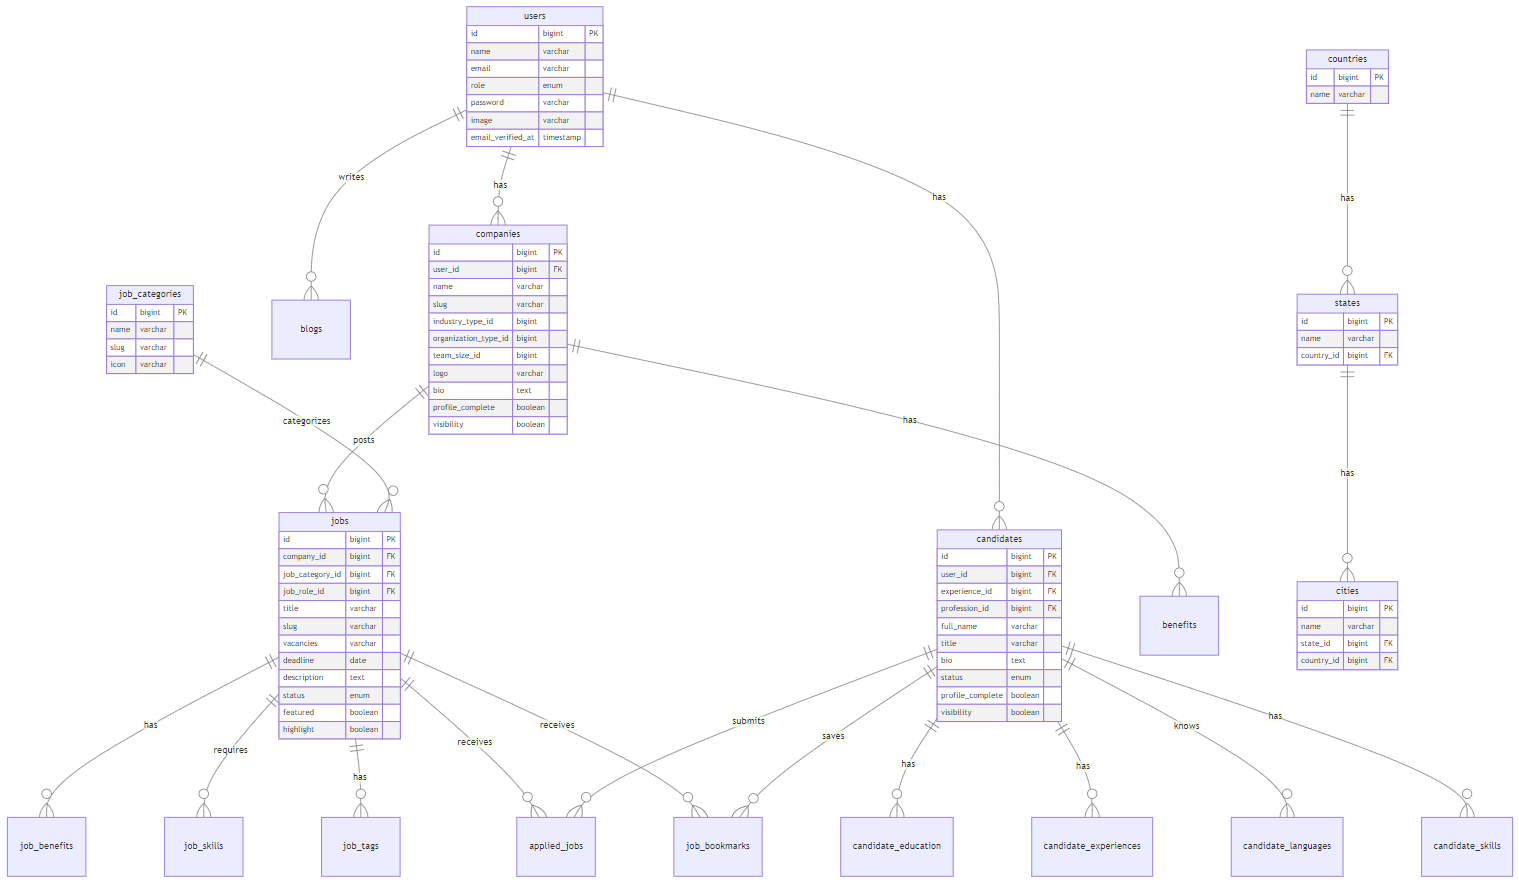 users
id bigint PK
name varchar
email varchar
role enum
password varchar
image varchar
email_verified_at timestamp
countries
id bigint PK
name varchar
writes
has
has
has
companies
id bigint PK
user_id bigint FK
name varchar
slug varchar
industry_type_id bigint
organization_type_id bigint
team_size_id bigint
logo varchar
bio text
profile_complete boolean
visibility boolean
job_categories
id bigint PK
name varchar
slug varchar
icon varchar
blogs
states
id bigint PK
name varchar
country_id bigint FK
categorizes
posts
has
has
jobs
id bigint PK
company_id bigint FK
job_category_id bigint FK
job_role_id bigint FK
title varchar
slug varchar
vacancies varchar
deadline date
description text
status enum
featured boolean
highlight boolean
candidates
id bigint PK
user_id bigint FK
experience_id bigint FK
profession_id bigint FK
full_name varchar
title varchar
bio text
status enum
profile_complete boolean
visibility boolean
benefits
cities
id bigint PK
name varchar
state_id bigint FK
country_id bigint FK
has
requires
has
receives
receives
submits
saves
has
has
knows
has
job_benefits
job_skills
job_tags
applied_jobs
job_bookmarks
candidate_education
candidate_experiences
candidate_languages
candidate_skills